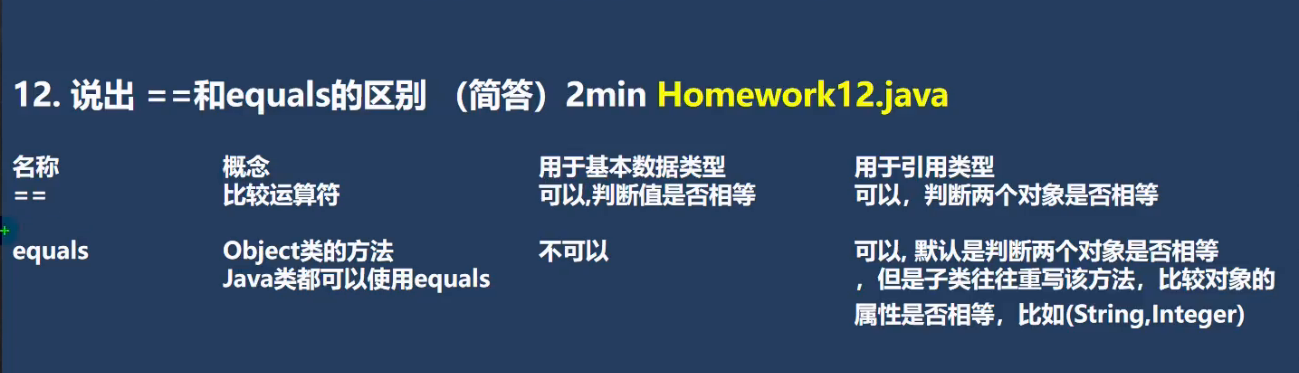 12. 说出 ==和equals的区别 （简答）2min Homework12.java
名称 概念 用于基本数据类型 用于引用类型
== 比较运算符 可以,判断值是否相等 可以，判断两个对象是否相等
equals Object类的方法 不可以 可以, 默认是判断两个对象是否相等
Java类都可以使用equals ，但是子类往往重写该方法，比较对象的
属性是否相等，比如(String,Integer)